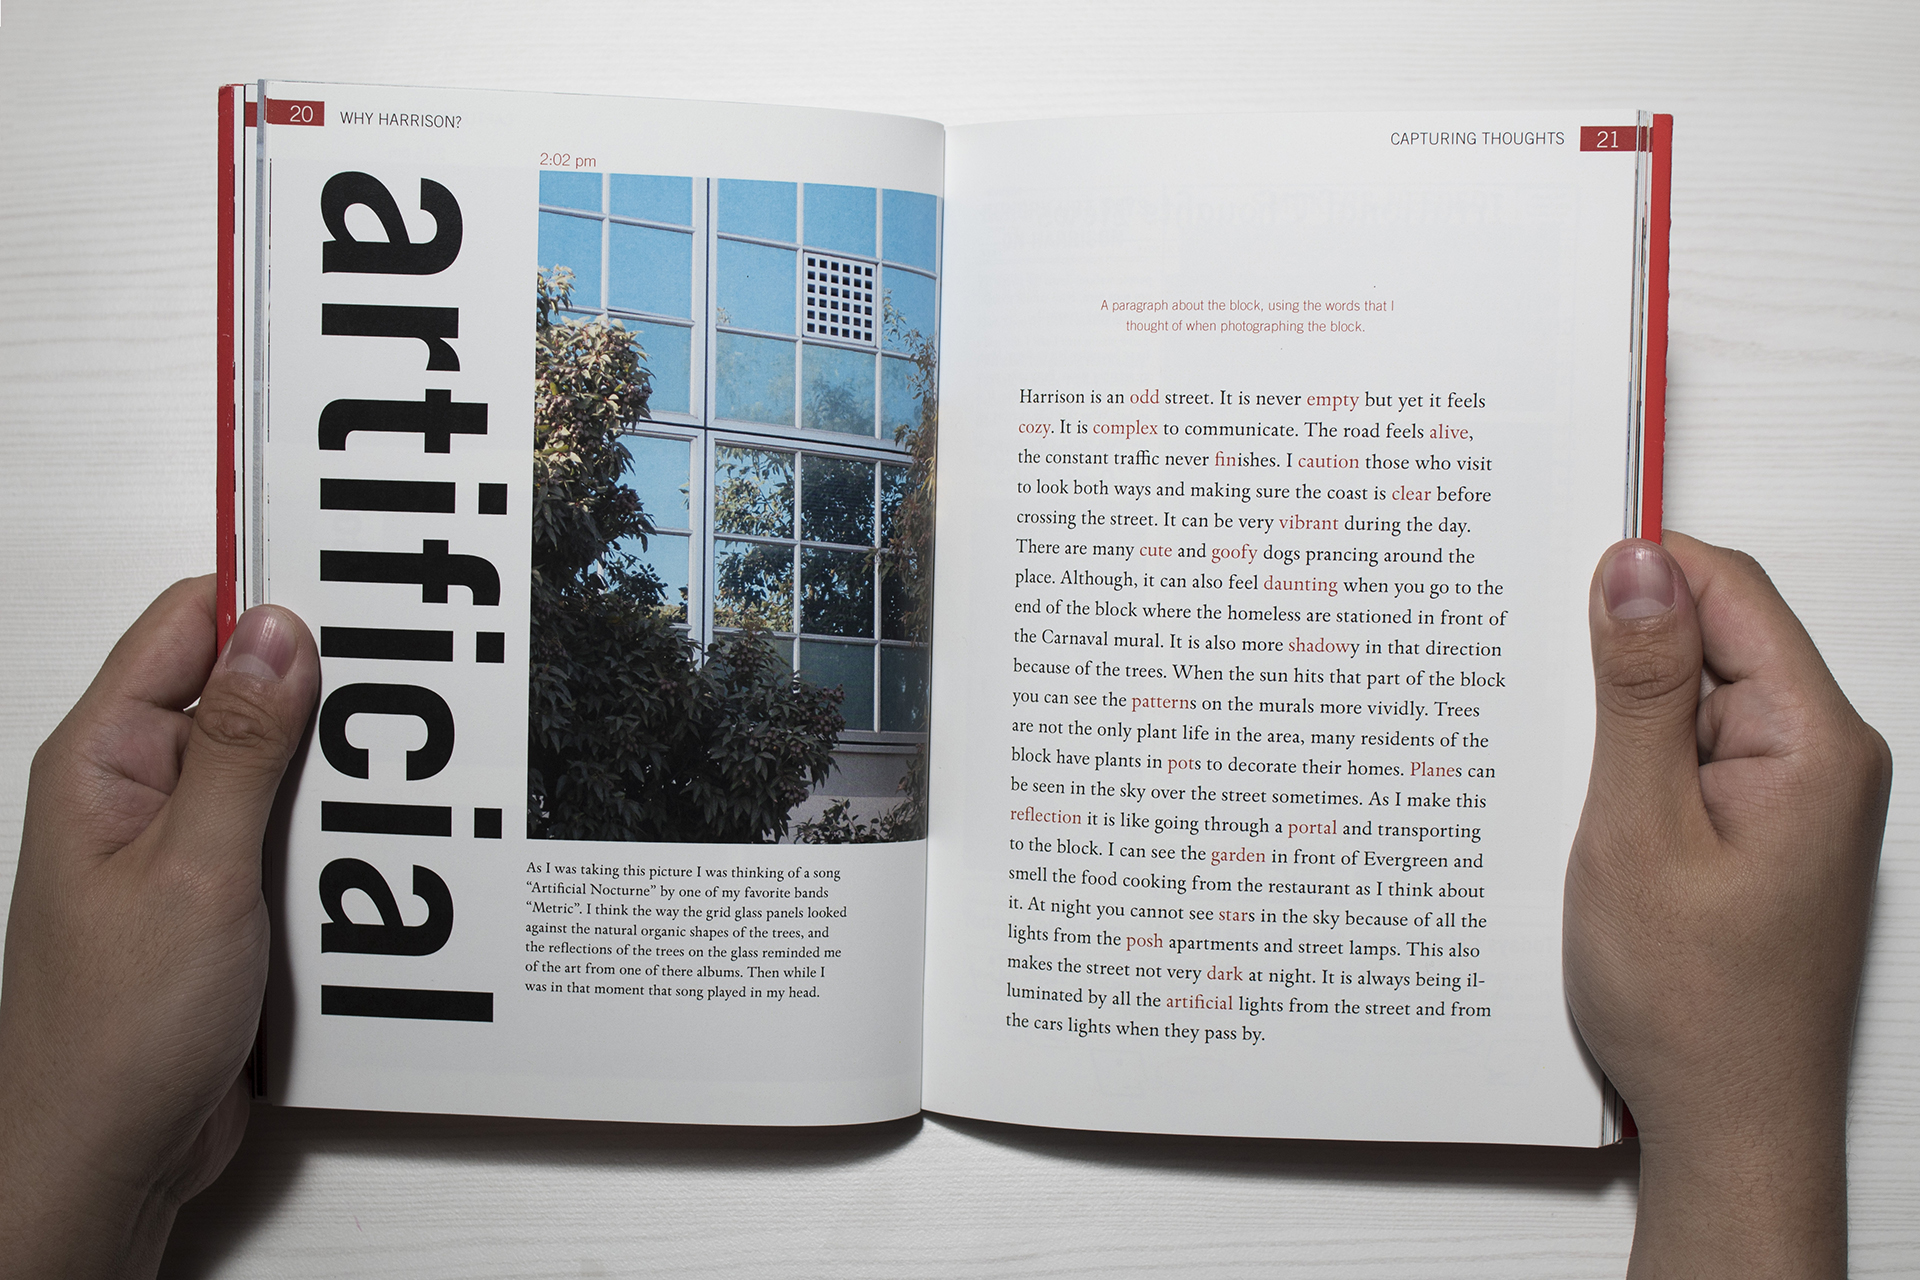 20 WHY HARRISON?
artificial
2:02 pm
As I was taking this picture I was thinking of a song
“Artificial Nocturne” by one of my favorite bands
“Metric”. I think the way the grid glass panels looked
against the natural organic shapes of the trees, and
the reflections of the trees on the glass reminded me
of the art from one of there albums. Then while I
was in that moment that song played in my head.
CAPTURING THOUGHTS 21
A paragraph about the block, using the words that I
thought of when photographing the block.
Harrison is an odd street. It is never empty but yet it feels
cozy. It is complex to communicate. The road feels alive,
the constant traffic never finishes. I caution those who visit
to look both ways and making sure the coast is clear before
crossing the street. It can be very vibrant during the day.
There are many cute and goofy dogs prancing around the
place. Although, it can also feel daunting when you go to the
end of the block where the homeless are stationed in front of
the Carnaval mural. It is also more shadowy in that direction
because of the trees. When the sun hits that part of the block
you can see the patterns on the murals more vividly. Trees
are not the only plant life in the area, many residents of the
block have plants in pots to decorate their homes. Planes can
be seen in the sky over the street sometimes. As I make this
reflection it is like going through a portal and transporting
to the block. I can see the garden in front of Evergreen and
smell the food cooking from the restaurant as I think about
it. At night you cannot see stars in the sky because of all the
lights from the posh apartments and street lamps. This also
makes the street not very dark at night. It is always being il-
luminated by all the artificial lights from the street and from
the cars lights when they pass by.